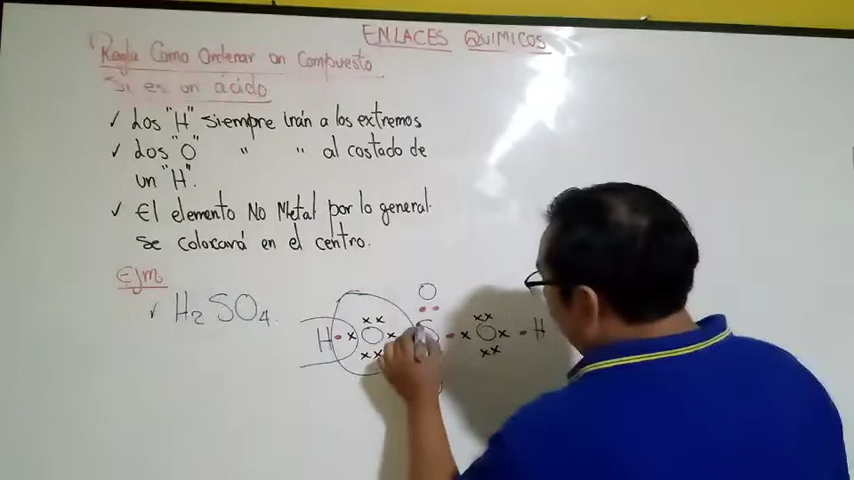 ENLACES QUIMICOS
Regla Como Ordenar un Compuesto
Si es un ácido
✓ Los "H" siempre irán a los extremos
✓ Los "O" " " al costado de
un "H".
✓ El elemento No Metal por lo general
se colocará en el centro.
Ejm
✓ H₂SO₄
O
H O S O H